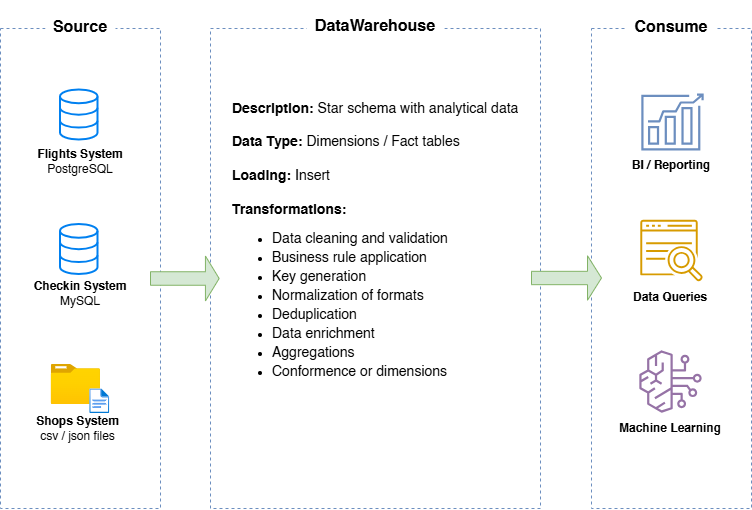 Source
Flights System
PostgreSQL
Checkin System
MySQL
Shops System
csv / json files
DataWarehouse
Description: Star schema with analytical data
Data Type: Dimensions / Fact tables
Loading: Insert
Transformations:
• Data cleaning and validation
• Business rule application
• Key generation
• Normalization of formats
• Deduplication
• Data enrichment
• Aggregations
• Conformence or dimensions
Consume
BI / Reporting
Data Queries
Machine Learning